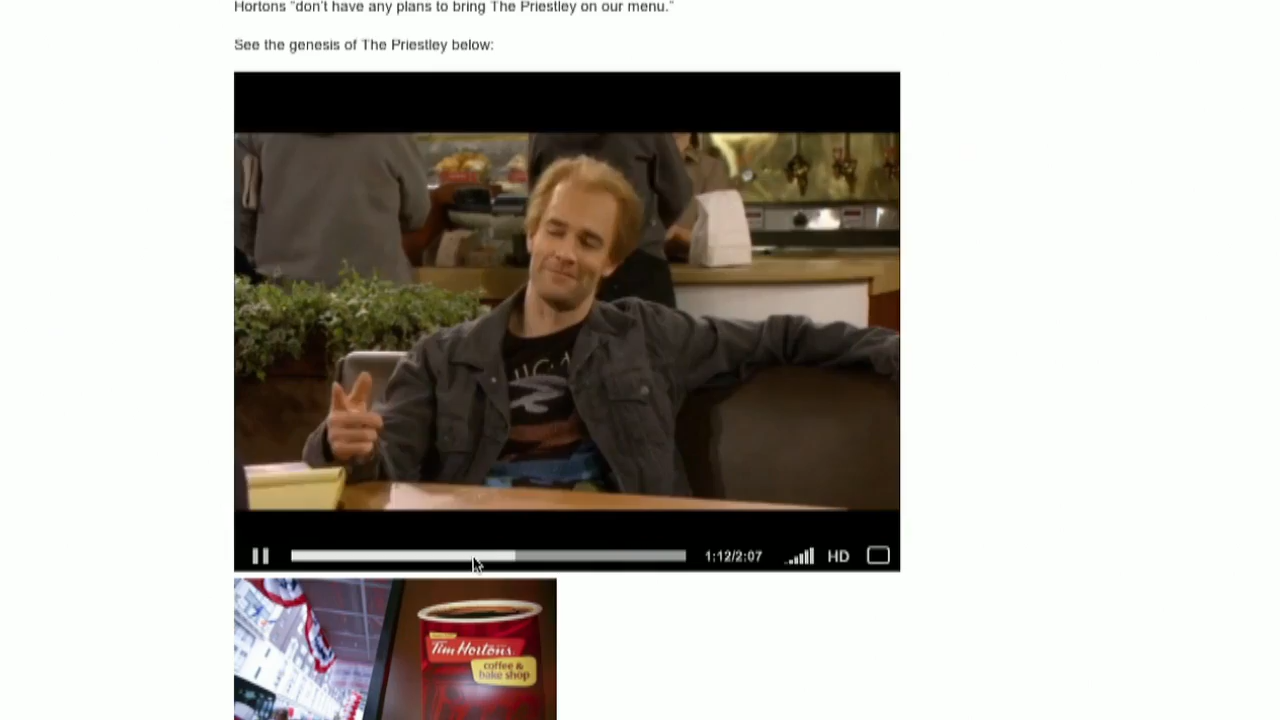 Hortons "don't have any plans to bring The Priestley on our menu."
See the genesis of The Priestley below:
1:12/2:07
HD
Tim Hortons.
coffee &
bake shop